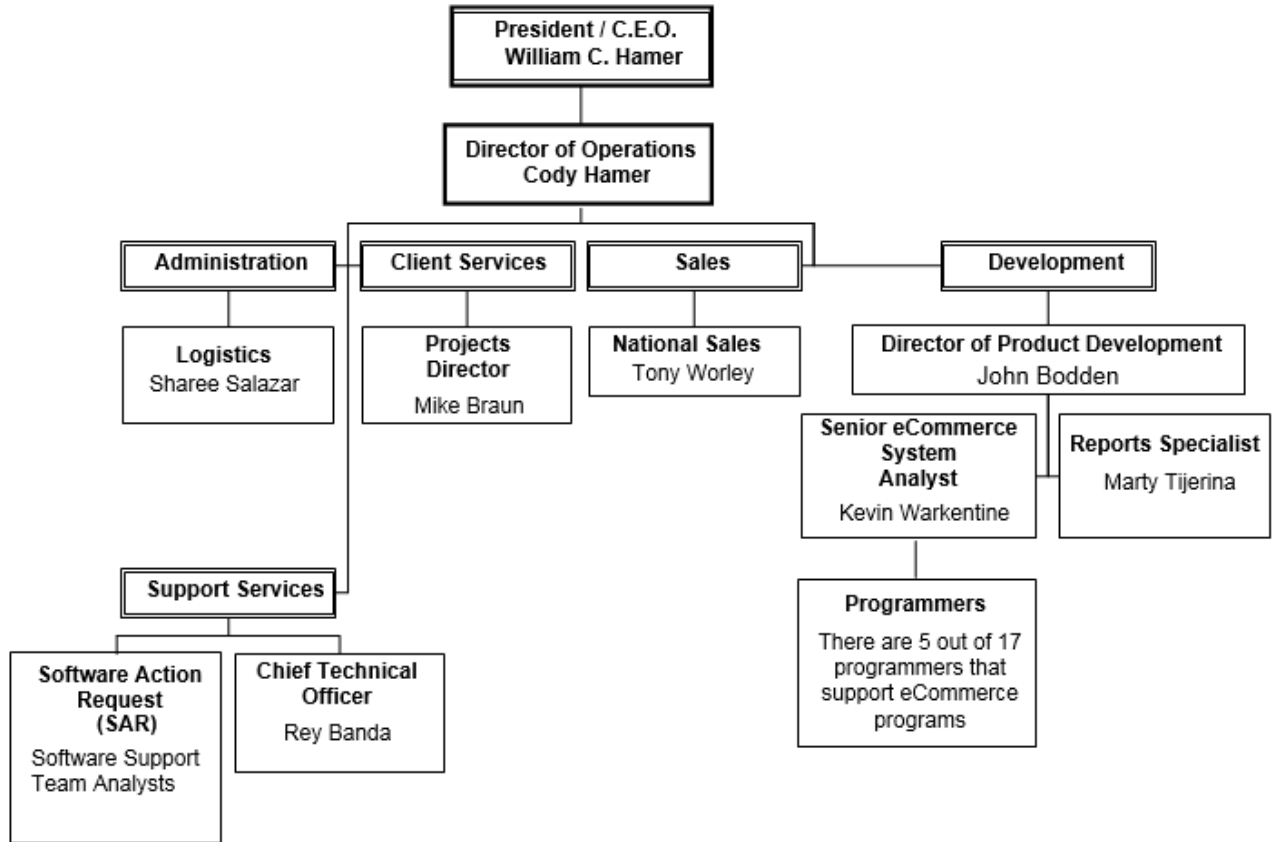 President / C.E.O.
William C. Hamer
Director of Operations
Cody Hamer
Administration
Client Services
Sales
Development
Logistics
Sharee Salazar
Projects
Director
Mike Braun
National Sales
Tony Worley
Director of Product Development
John Bodden
Senior eCommerce
System
Analyst
Kevin Warkentine
Reports Specialist
Marty Tijerina
Support Services
Programmers
There are 5 out of 17
programmers that
support eCommerce
programs
Software Action
Request
(SAR)
Software Support
Team Analysts
Chief Technical
Officer
Rey Banda